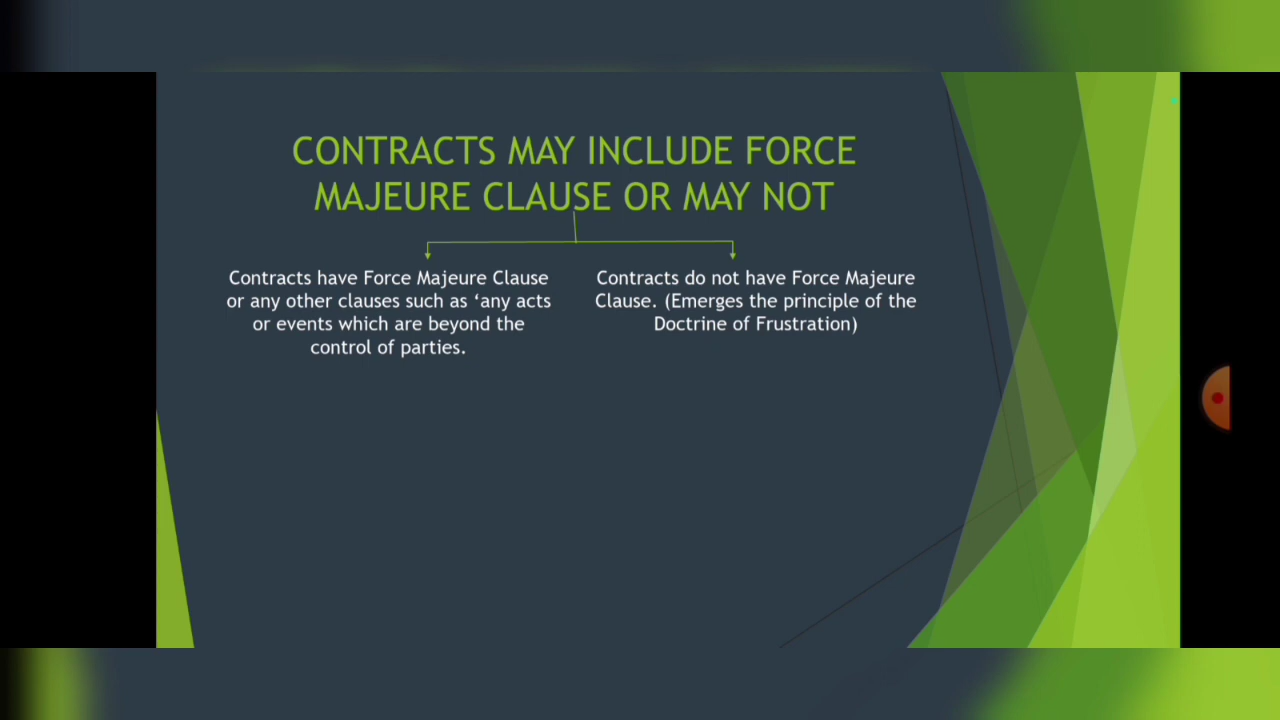 CONTRACTS MAY INCLUDE FORCE
MAJEURE CLAUSE OR MAY NOT
Contracts have Force Majeure Clause
or any other clauses such as ‘any acts
or events which are beyond the
control of parties.
Contracts do not have Force Majeure
Clause. (Emerges the principle of the
Doctrine of Frustration)